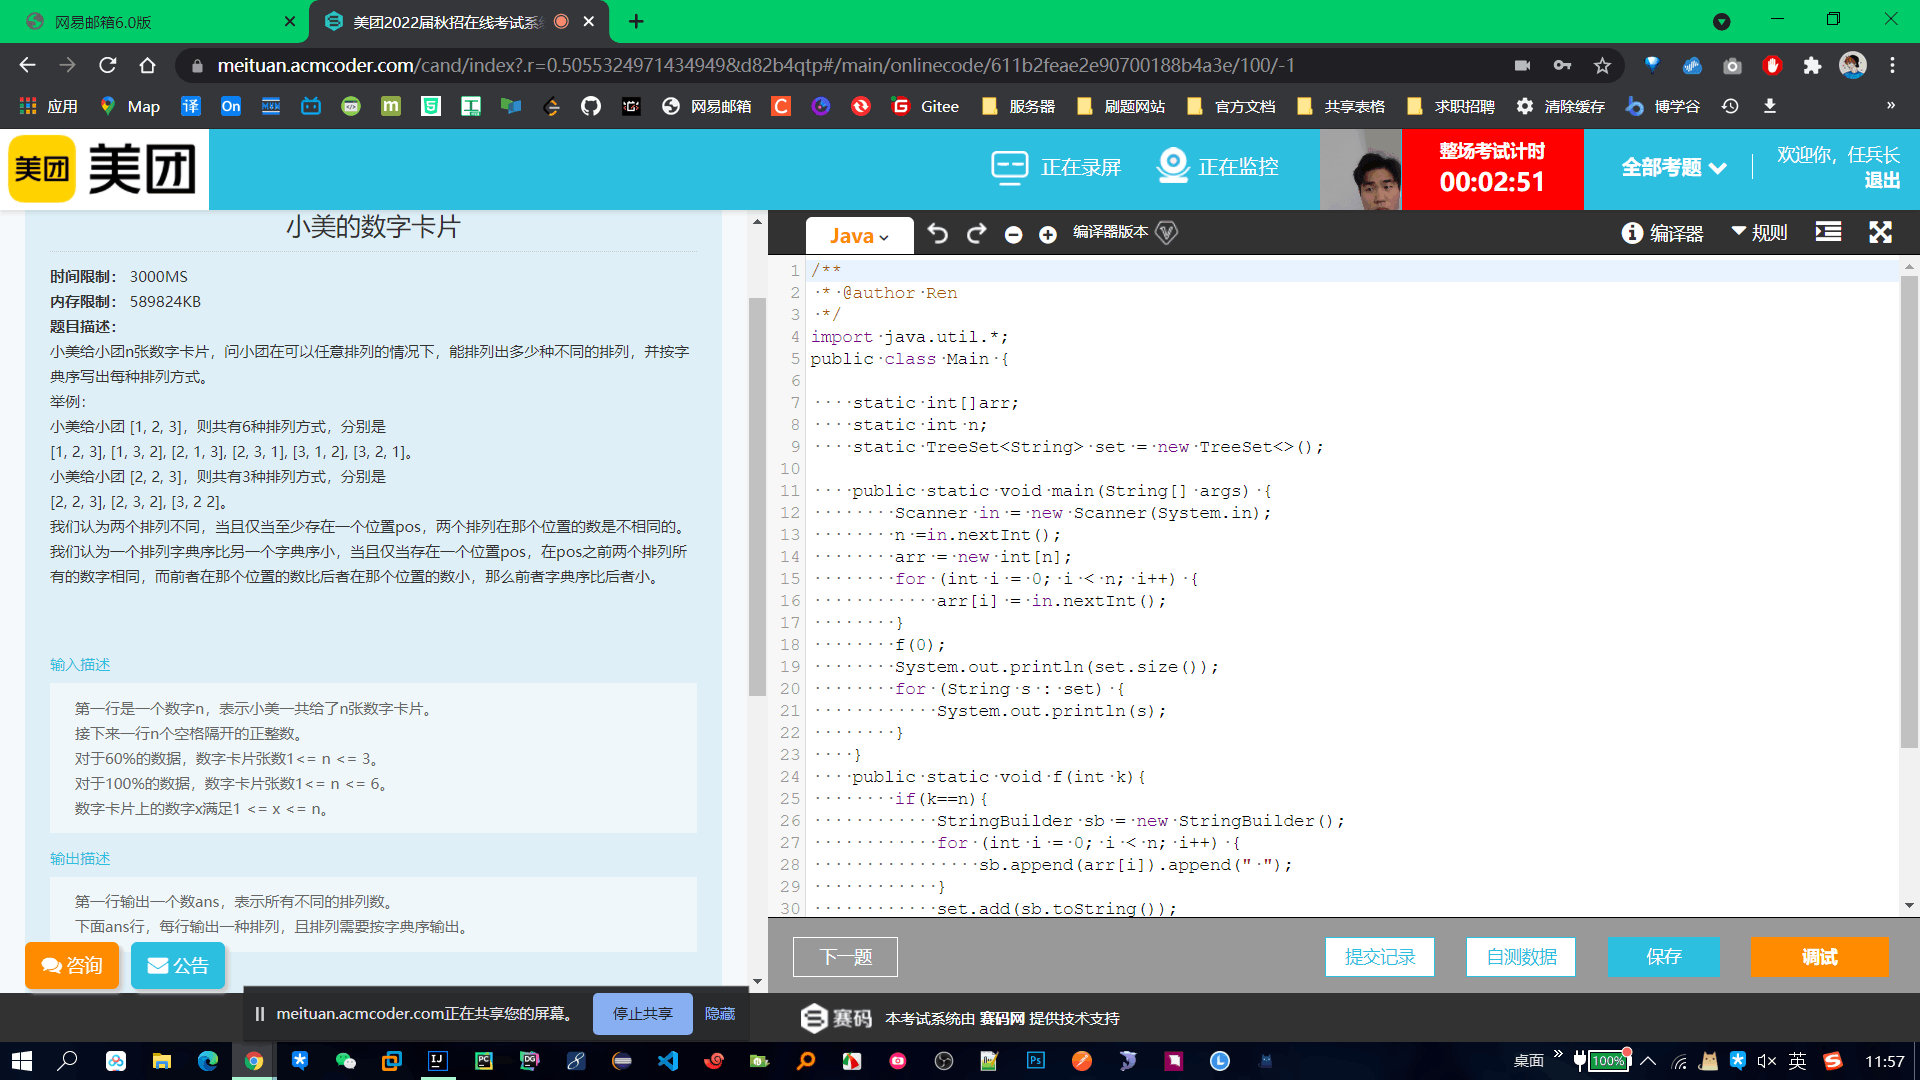 网易邮箱6.0版
美团2022届秋招在线考试系统
meituan.acmcoder.com/cand/index?.r=0.5055324971434949&d82b4qtp#/main/onlinecode/611b2feae2e90700188b4a3e/100/-1
应用 Map 译 On 网易邮箱 Gitee 服务器 刷题网站 官方文档 共享表格 求职招聘 清除缓存 博学谷 »
美团 美团
正在录屏
正在监控
整场考试计时
00:02:51
全部考题
欢迎你，任兵长
退出
小美的数字卡片
时间限制： 3000MS
内存限制： 589824KB
题目描述：
小美给小团n张数字卡片，问小团在可以任意排列的情况下，能排列出多少种不同的排列，并按字
典序写出每种排列方式。
举例：
小美给小团 [1, 2, 3]，则共有6种排列方式，分别是
[1, 2, 3], [1, 3, 2], [2, 1, 3], [2, 3, 1], [3, 1, 2], [3, 2, 1]。
小美给小团 [2, 2, 3]，则共有3种排列方式，分别是
[2, 2, 3], [2, 3, 2], [3, 2 2]。
我们认为两个排列不同，当且仅当至少存在一个位置pos，两个排列在那个位置的数是不相同的。
我们认为一个排列字典序比另一个字典序小，当且仅当存在一个位置pos，在pos之前两个排列所
有的数字相同，而前者在那个位置的数比后者在那个位置的数小，那么前者字典序比后者小。
输入描述
第一行是一个数字n，表示小美一共给了n张数字卡片。
接下来一行n个空格隔开的正整数。
对于60%的数据，数字卡片张数1<= n <= 3。
对于100%的数据，数字卡片张数1<= n <= 6。
数字卡片上的数字x满足1 <= x <= n。
输出描述
第一行输出一个数ans，表示所有不同的排列数。
下面ans行，每行输出一种排列，且排列需要按字典序输出。
咨询 公告
Java 编译器版本 编译器 规则
1 /**
2 * @author Ren
3 */
4 import java.util.*;
5 public class Main {
6
7 static int[]arr;
8 static int n;
9 static TreeSet<String> set = new TreeSet<>();
10
11 public static void main(String[] args) {
12 Scanner in = new Scanner(System.in);
13 n =in.nextInt();
14 arr = new int[n];
15 for (int i = 0; i < n; i++) {
16 arr[i] = in.nextInt();
17 }
18 f(0);
19 System.out.println(set.size());
20 for (String s : set) {
21 System.out.println(s);
22 }
23 }
24 public static void f(int k){
25 if(k==n){
26 StringBuilder sb = new StringBuilder();
27 for (int i = 0; i < n; i++) {
28 sb.append(arr[i]).append(" ");
29 }
30 set.add(sb.toString());
下一题 提交记录 自测数据 保存 调试
meituan.acmcoder.com正在共享您的屏幕。 停止共享 隐藏
赛码 本考试系统由 赛码网 提供技术支持
桌面 » 100% 英 11:57